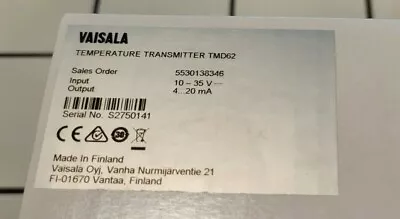 VAISALA
TEMPERATURE TRANSMITTER TMD62
Sales Order 5530138346
Input 10 – 35 V ⎓
Output 4...20 mA
Serial No. S2750141
Made In Finland
Vaisala Oyj, Vanha Nurmijärventie 21
FI-01670 Vantaa, Finland